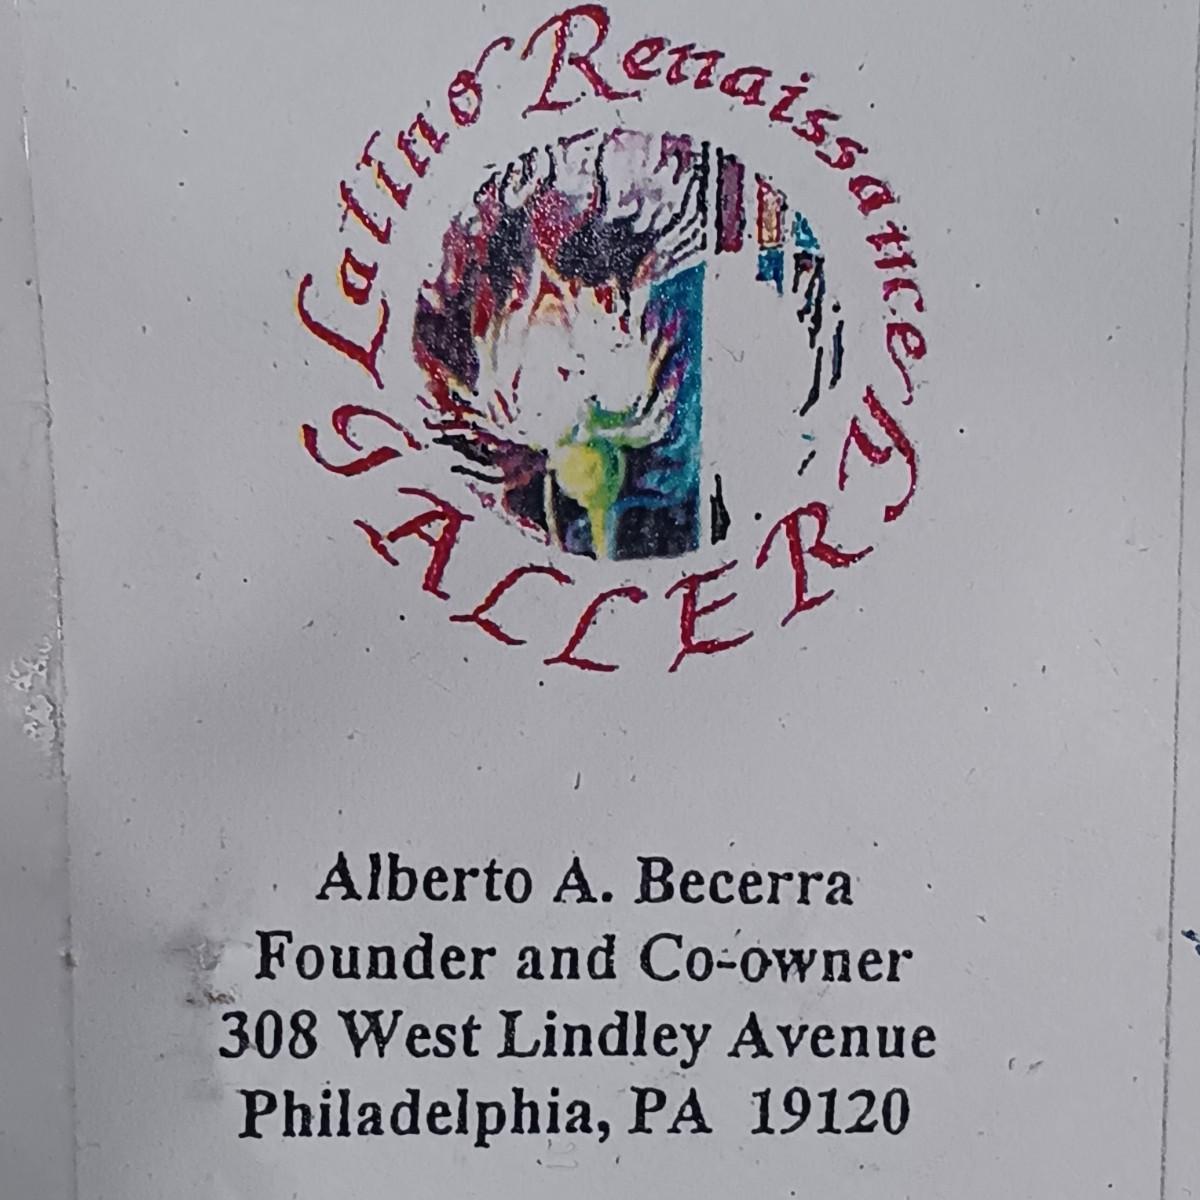 Latino Renaissance
GALLERY
Alberto A. Becerra
Founder and Co-owner
308 West Lindley Avenue
Philadelphia, PA 19120